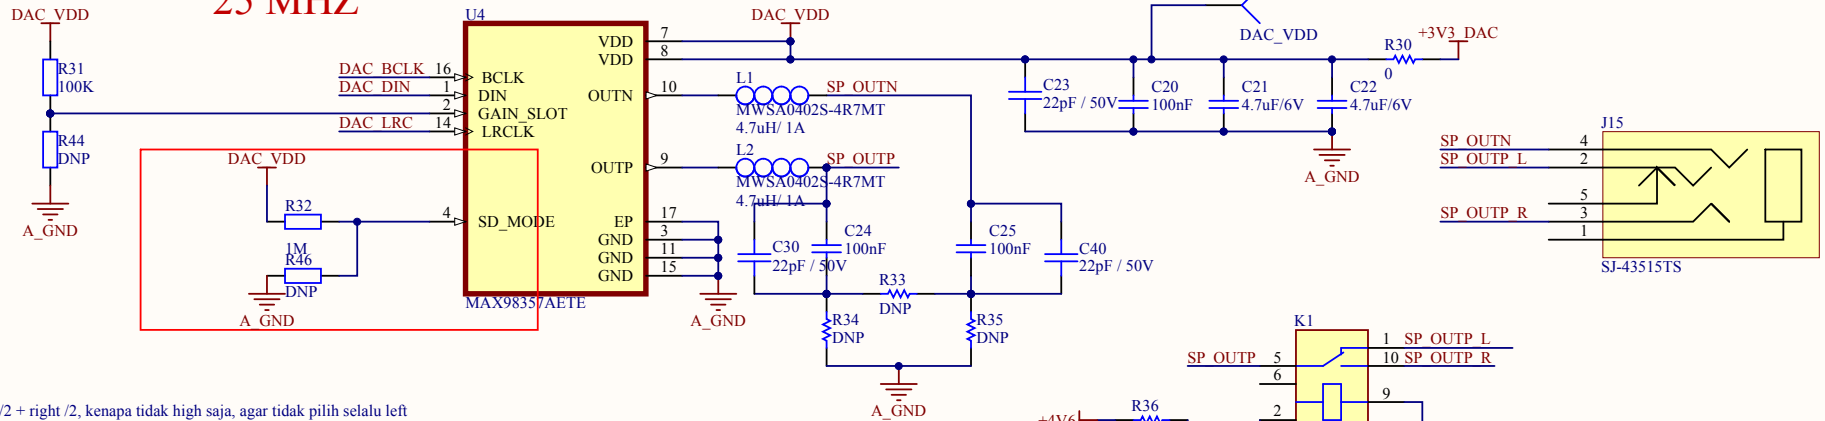 25 MHZ
DAC_VDD
R31
100K
R44
DNP
A_GND
DAC_VDD
R32
1M
R46
DNP
A_GND
U4
DAC_BCLK 16 BCLK
DAC_DIN 1 DIN
2 GAIN_SLOT
DAC_LRC 14 LRCLK
4 SD_MODE
VDD 7
VDD 8
OUTN 10
OUTP 9
EP 17
GND 3
GND 11
GND 15
MAX98357AETE
A_GND
DAC_VDD
L1
SP_OUTN
MWSA0402S-4R7MT
4.7uH/ 1A
L2
SP_OUTP
MWSA0402S-4R7MT
4.7uH/ 1A
C30
22pF / 50V
C24
100nF
C25
100nF
C40
22pF / 50V
R33
DNP
R34
DNP
R35
DNP
A_GND
DAC_VDD
+3V3_DAC
R30
0
C23
22pF / 50V
C20
100nF
C21
4.7uF/6V
C22
4.7uF/6V
A_GND
J15
SP_OUTN 4
SP_OUTP_L 2
5
SP_OUTP_R 3
1
SJ-43515TS
K1
1 SP_OUTP_L
SP_OUTP 5
10 SP_OUTP_R
6
9
2
+4V6
R36
/2 + right /2, kenapa tidak high saja, agar tidak pilih selalu left